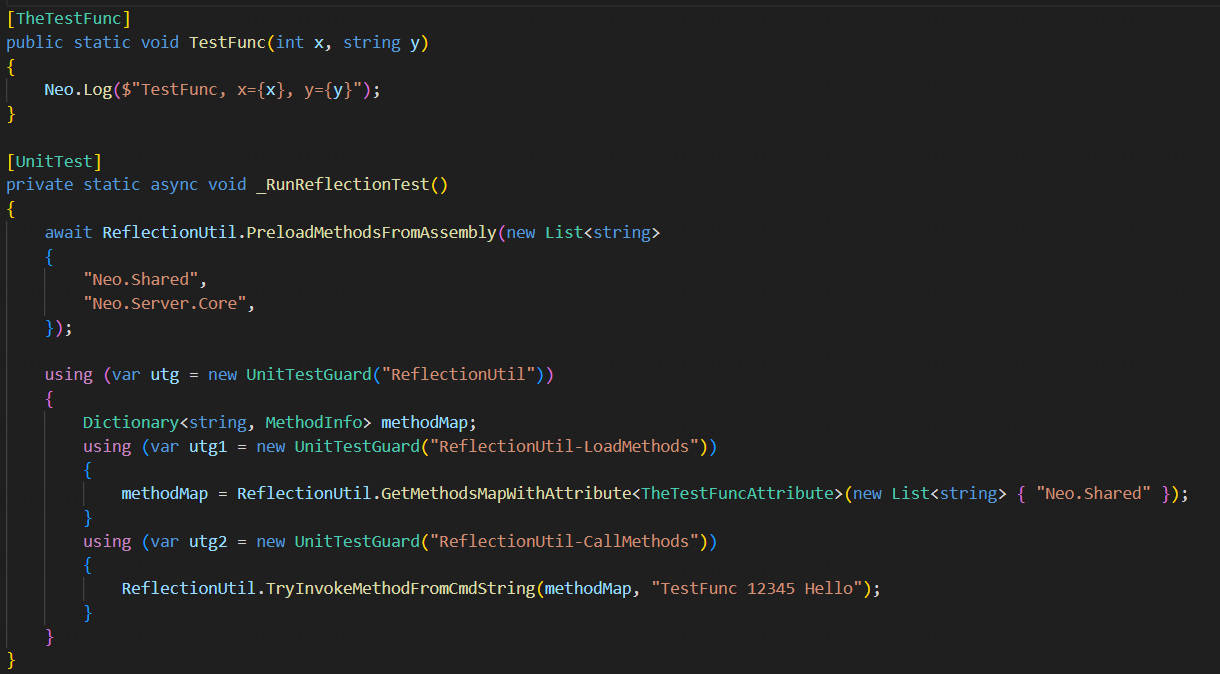 [TheTestFunc]
public static void TestFunc(int x, string y)
{
    Neo.Log($"TestFunc, x={x}, y={y}");
}

[UnitTest]
private static async void _RunReflectionTest()
{
    await ReflectionUtil.PreloadMethodsFromAssembly(new List<string>
    {
        "Neo.Shared",
        "Neo.Server.Core",
    });

    using (var utg = new UnitTestGuard("ReflectionUtil"))
    {
        Dictionary<string, MethodInfo> methodMap;
        using (var utg1 = new UnitTestGuard("ReflectionUtil-LoadMethods"))
        {
            methodMap = ReflectionUtil.GetMethodsMapWithAttribute<TheTestFuncAttribute>(new List<string> { "Neo.Shared" });
        }
        using (var utg2 = new UnitTestGuard("ReflectionUtil-CallMethods"))
        {
            ReflectionUtil.TryInvokeMethodFromCmdString(methodMap, "TestFunc 12345 Hello");
        }
    }
}